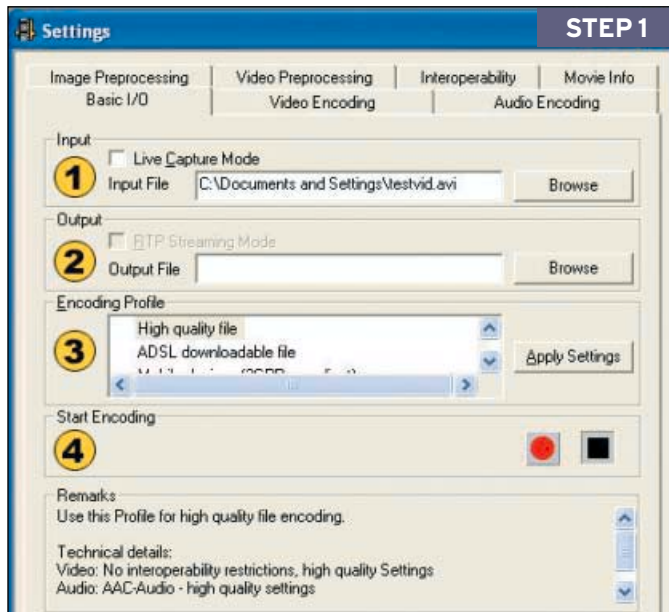 Settings
STEP 1
Image Preprocessing Video Preprocessing Interoperability Movie Info
Basic I/O Video Encoding Audio Encoding
Input
1
Live Capture Mode
Input File C:\Documents and Settings\testvid.avi Browse
Output
2
RTP Streaming Mode
Output File Browse
Encoding Profile
3
High quality file
ADSL downloadable file
Apply Settings
Start Encoding
4
Remarks
Use this Profile for high quality file encoding.
Technical details:
Video: No interoperability restrictions, high quality Settings
Audio: AAC-Audio - high quality settings